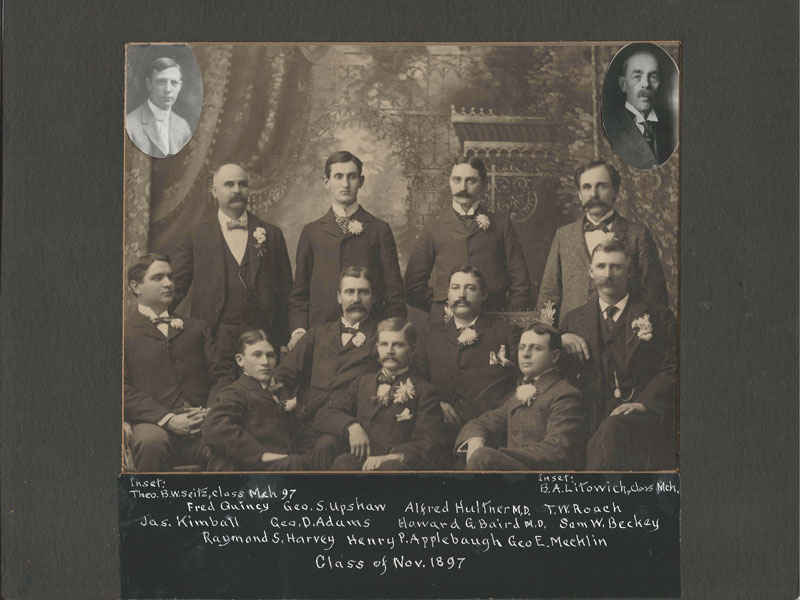 Inset:
Theo. B.W. Seitz, class Mch 97
Inset:
B.A. Litowich, class Mch.
Fred Quincy Geo. S. Upshaw Alfred Hultner M.D. T.W. Roach
Jas. Kimball Geo. D. Adams Howard G. Baird M.D. Sam W. Beckey
Raymond S. Harvey Henry P. Applebaugh Geo E. Mecklin
Class of Nov. 1897